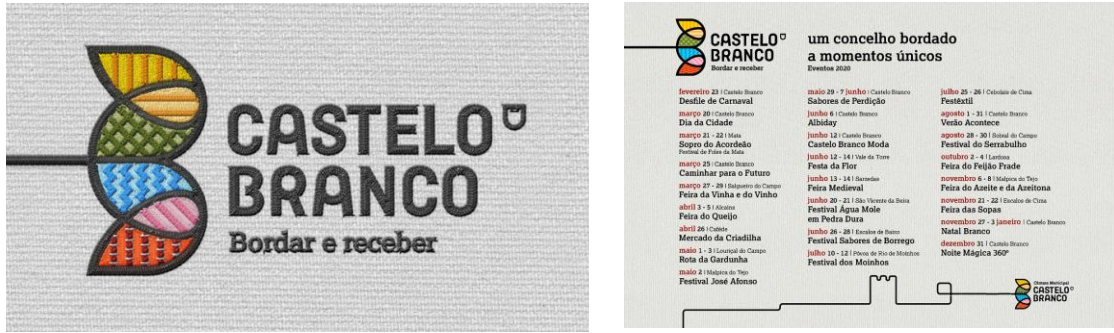 CASTELO
BRANCO
Bordar e receber
CASTELO
BRANCO
Bordar e receber
um concelho bordado
a momentos únicos
Eventos 2020
fevereiro 23 | Castelo Branco
Desfile de Carnaval
março 20 | Castelo Branco
Dia da Cidade
março 21 - 22 | Mata
Sopro do Acordeão
Festival de Foles da Mata
março 25 | Castelo Branco
Caminhar para o Futuro
março 27 - 29 | Salgueiro do Campo
Feira da Vinha e do Vinho
abril 3 - 5 | Alcains
Feira do Queijo
abril 26 | Cafede
Mercado da Criadilha
maio 1 - 3 | Louriçal do Campo
Rota da Gardunha
maio 2 | Malpica do Tejo
Festival José Afonso
maio 29 - 7 junho | Castelo Branco
Sabores de Perdição
junho 6 | Castelo Branco
Albiday
junho 12 | Castelo Branco
Castelo Branco Moda
junho 12 - 14 | Vale da Torre
Festa da Flor
junho 13 - 14 | Sarzedas
Feira Medieval
junho 20 - 21 | São Vicente da Beira
Festival Água Mole
em Pedra Dura
junho 26 - 28 | Escalos de Baixo
Festival Sabores de Borrego
julho 10 - 12 | Póvoa de Rio de Moinhos
Festival dos Moinhos
julho 25 - 26 | Cebolais de Cima
Festêxtil
agosto 1 - 31 | Castelo Branco
Verão Acontece
agosto 28 - 30 | Sobral do Campo
Festival do Serrabulho
outubro 2 - 4 | Lardosa
Feira do Feijão Frade
novembro 6 - 8 | Malpica do Tejo
Feira do Azeite e da Azeitona
novembro 21 - 22 | Escalos de Cima
Feira das Sopas
novembro 27 - 3 janeiro | Castelo Branco
Natal Branco
dezembro 31 | Castelo Branco
Noite Mágica 360º
Câmara Municipal
CASTELO
BRANCO